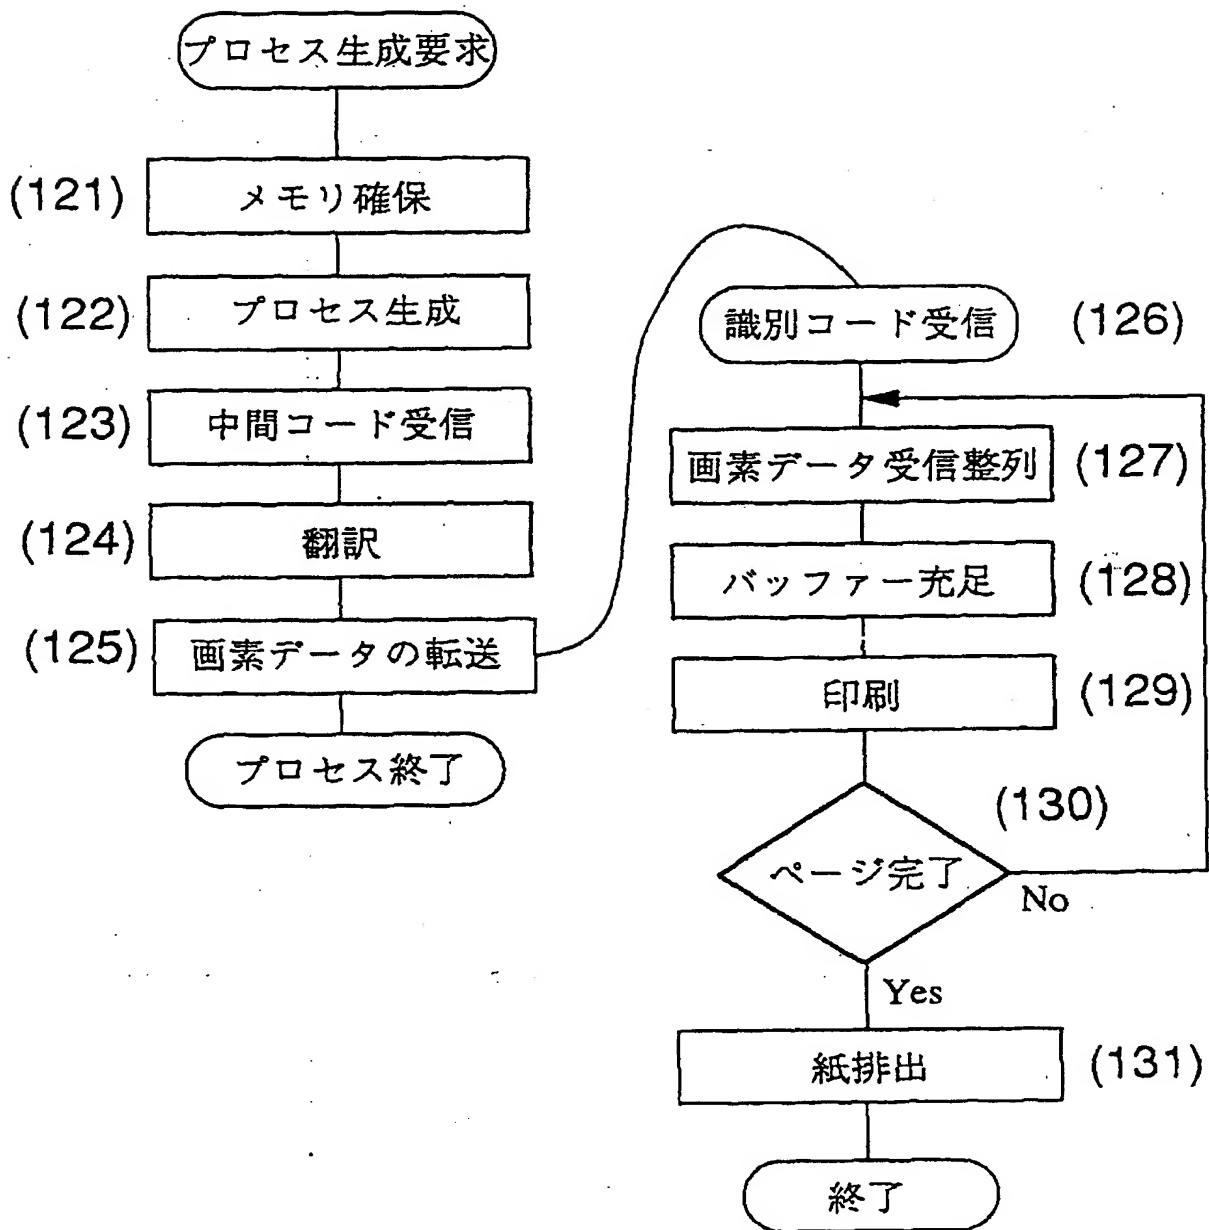 プロセス生成要求
(121) メモリ確保
(122) プロセス生成
(123) 中間コード受信
(124) 翻訳
(125) 画素データの転送
プロセス終了
識別コード受信 (126)
画素データ受信整列 (127)
バッファー充足 (128)
印刷 (129)
(130)
ページ完了
No
Yes
紙排出 (131)
終了